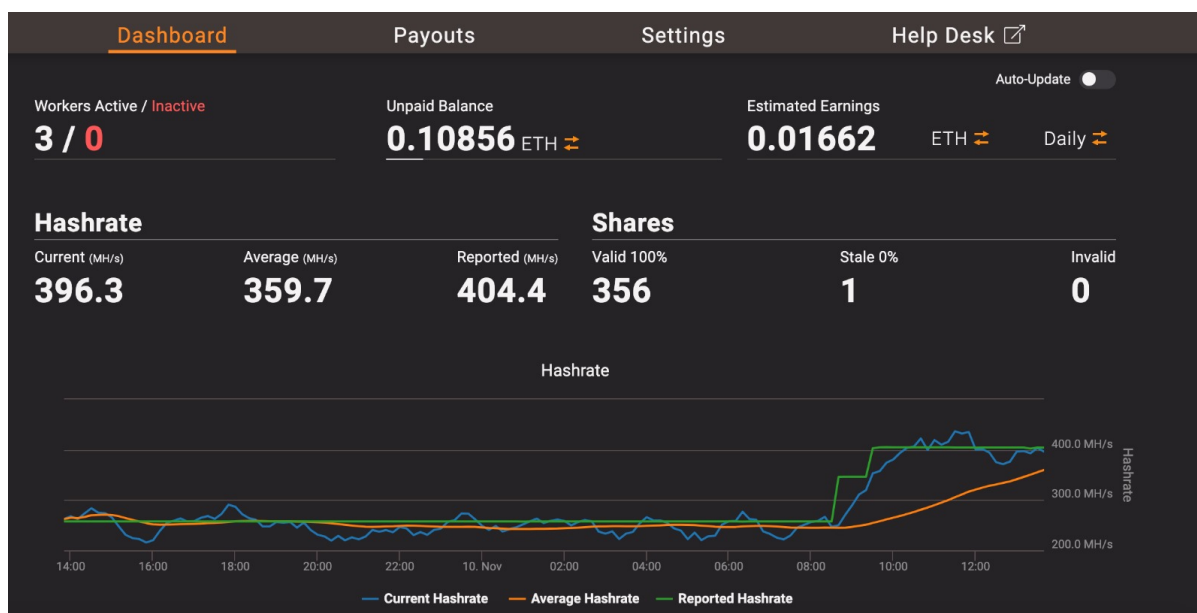 Dashboard Payouts Settings Help Desk
Auto-Update
Workers Active / Inactive Unpaid Balance Estimated Earnings
3 / 0 0.10856 ETH 0.01662 ETH Daily
Hashrate Shares
Current (MH/s) Average (MH/s) Reported (MH/s) Valid 100% Stale 0% Invalid
396.3 359.7 404.4 356 1 0
Hashrate
400.0 MH/s
300.0 MH/s
200.0 MH/s
Hashrate
14:00 16:00 18:00 20:00 22:00 10. Nov 02:00 04:00 06:00 08:00 10:00 12:00
Current Hashrate Average Hashrate Reported Hashrate